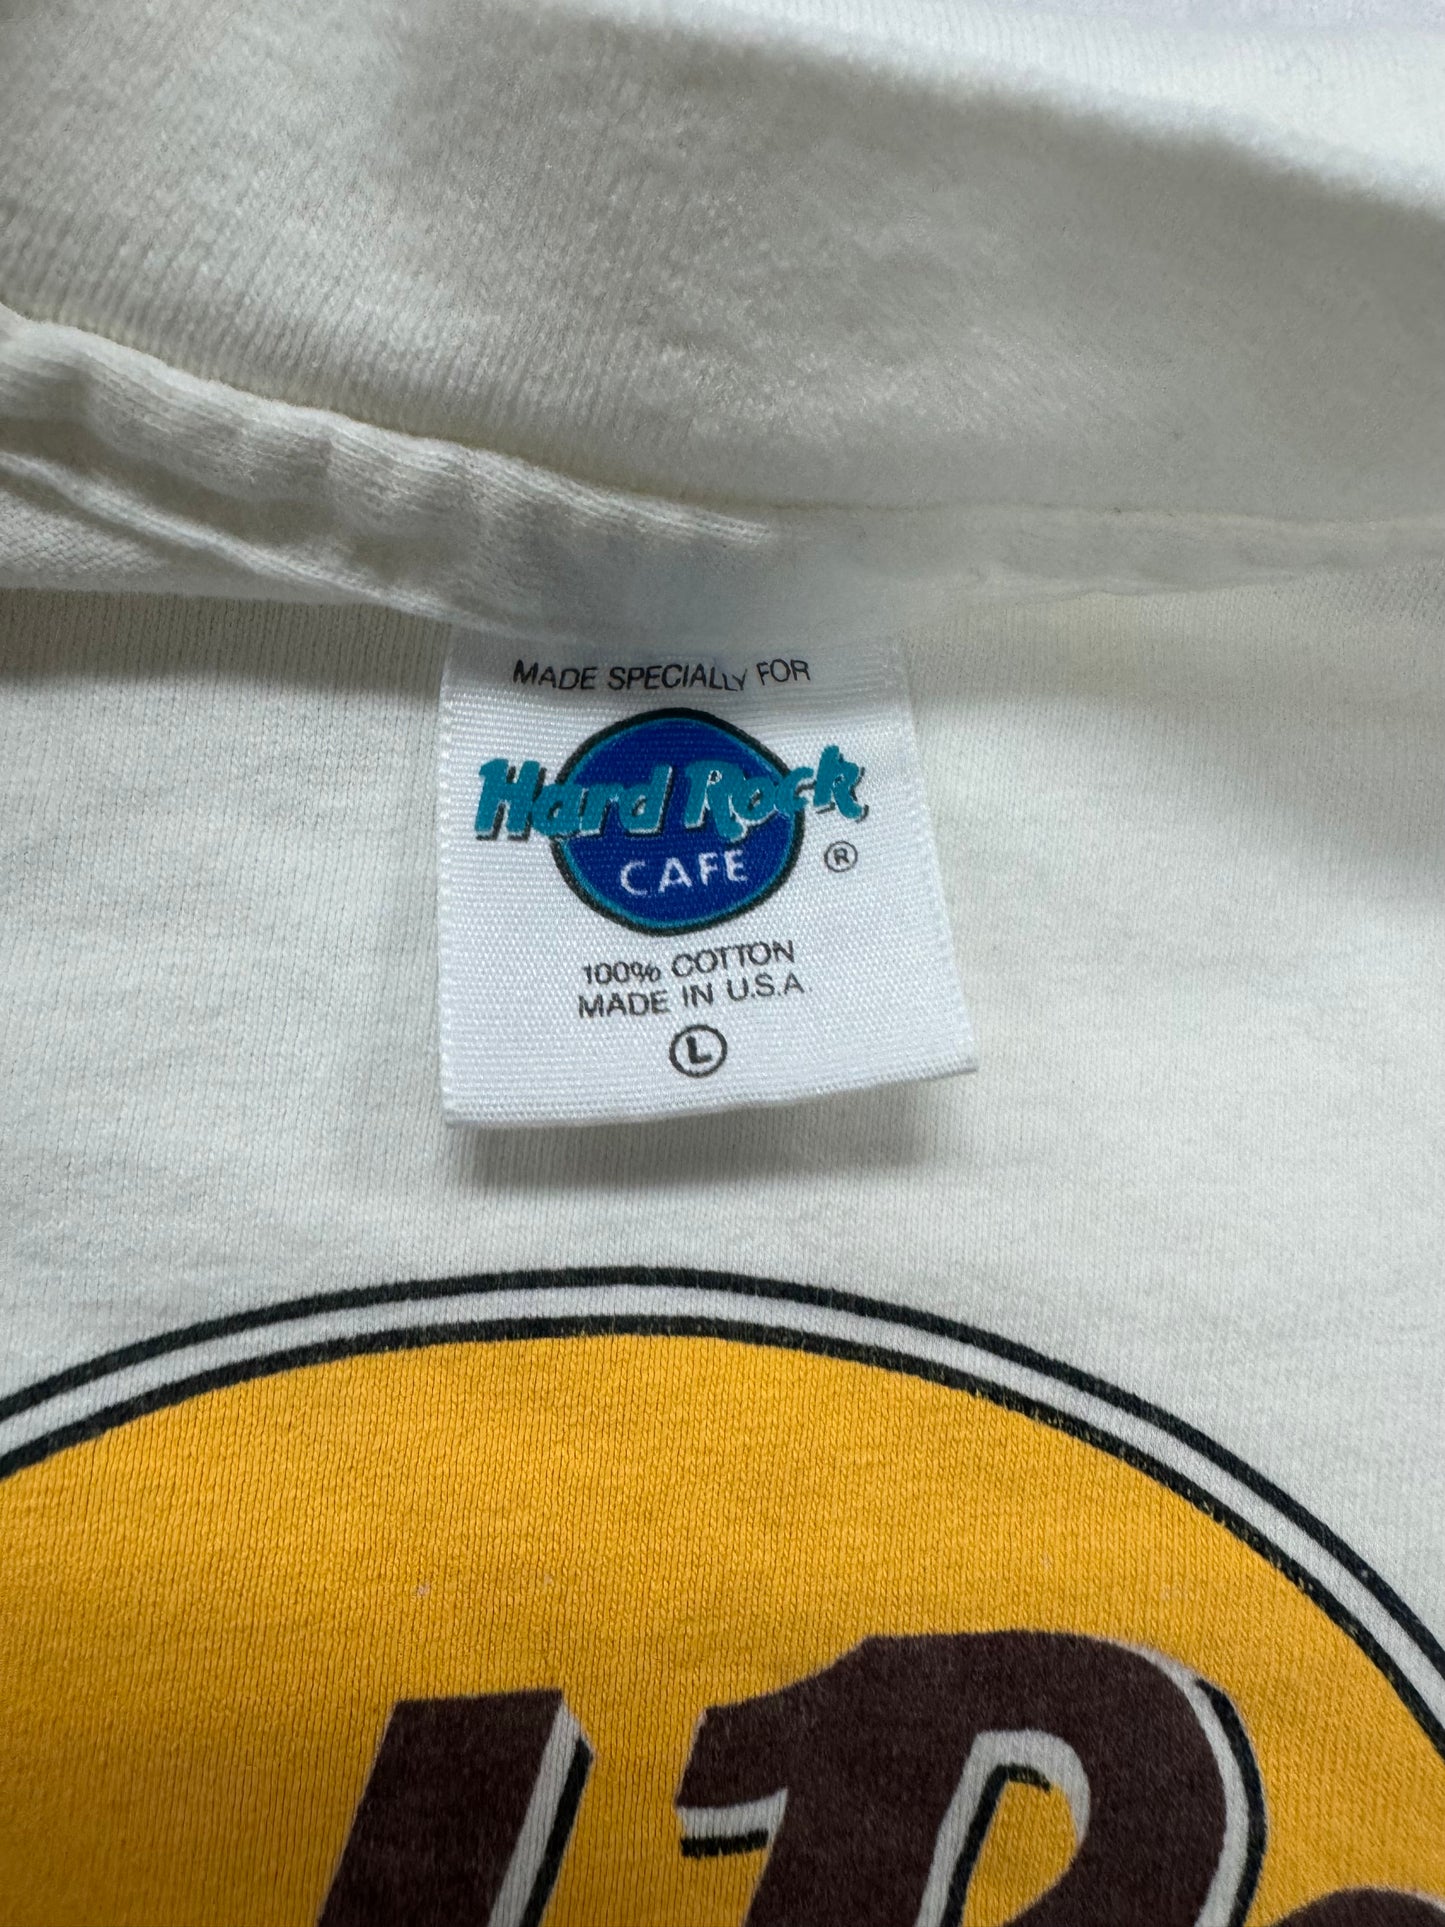 MADE SPECIALLY FOR
Hard Rock
CAFE ®
100% COTTON
MADE IN U.S.A
L